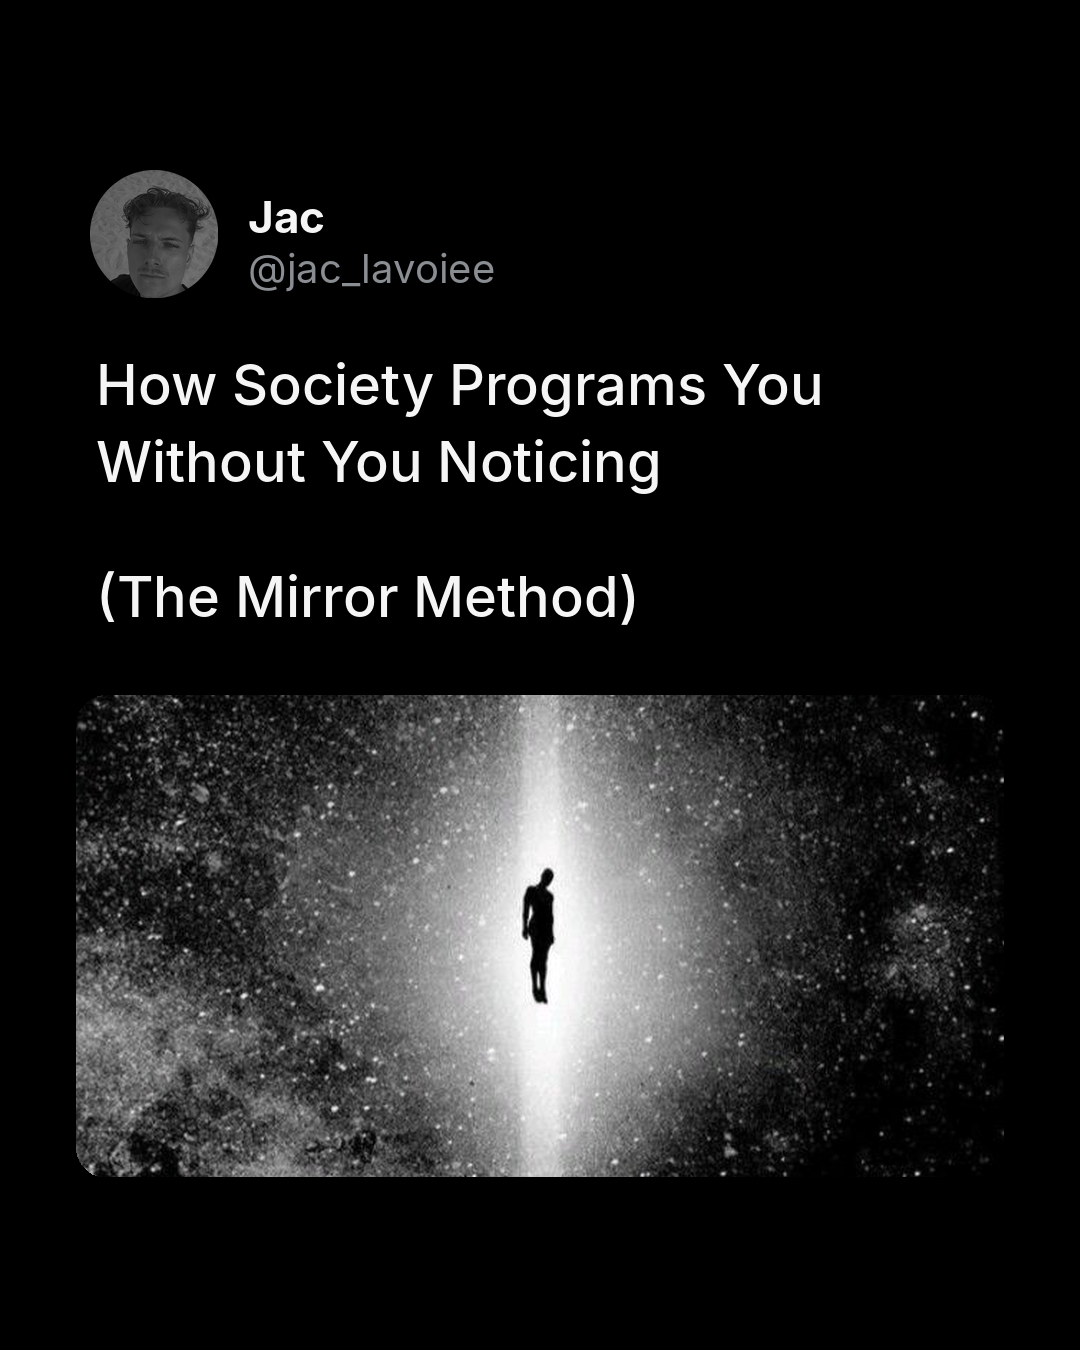 Jac
@jac_lavoiee
How Society Programs You
Without You Noticing
(The Mirror Method)